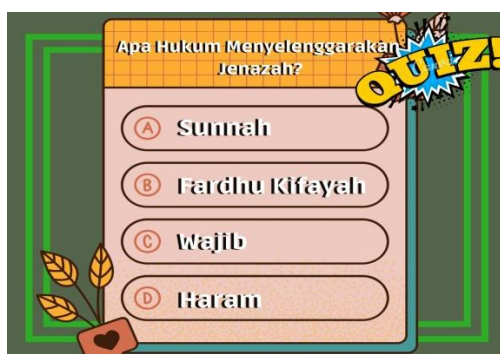 Apa Hukum Menyelenggarakan
Jenazah?
QUIZ!
A Sunnah
B Fardhu Kifayah
C Wajib
D Haram